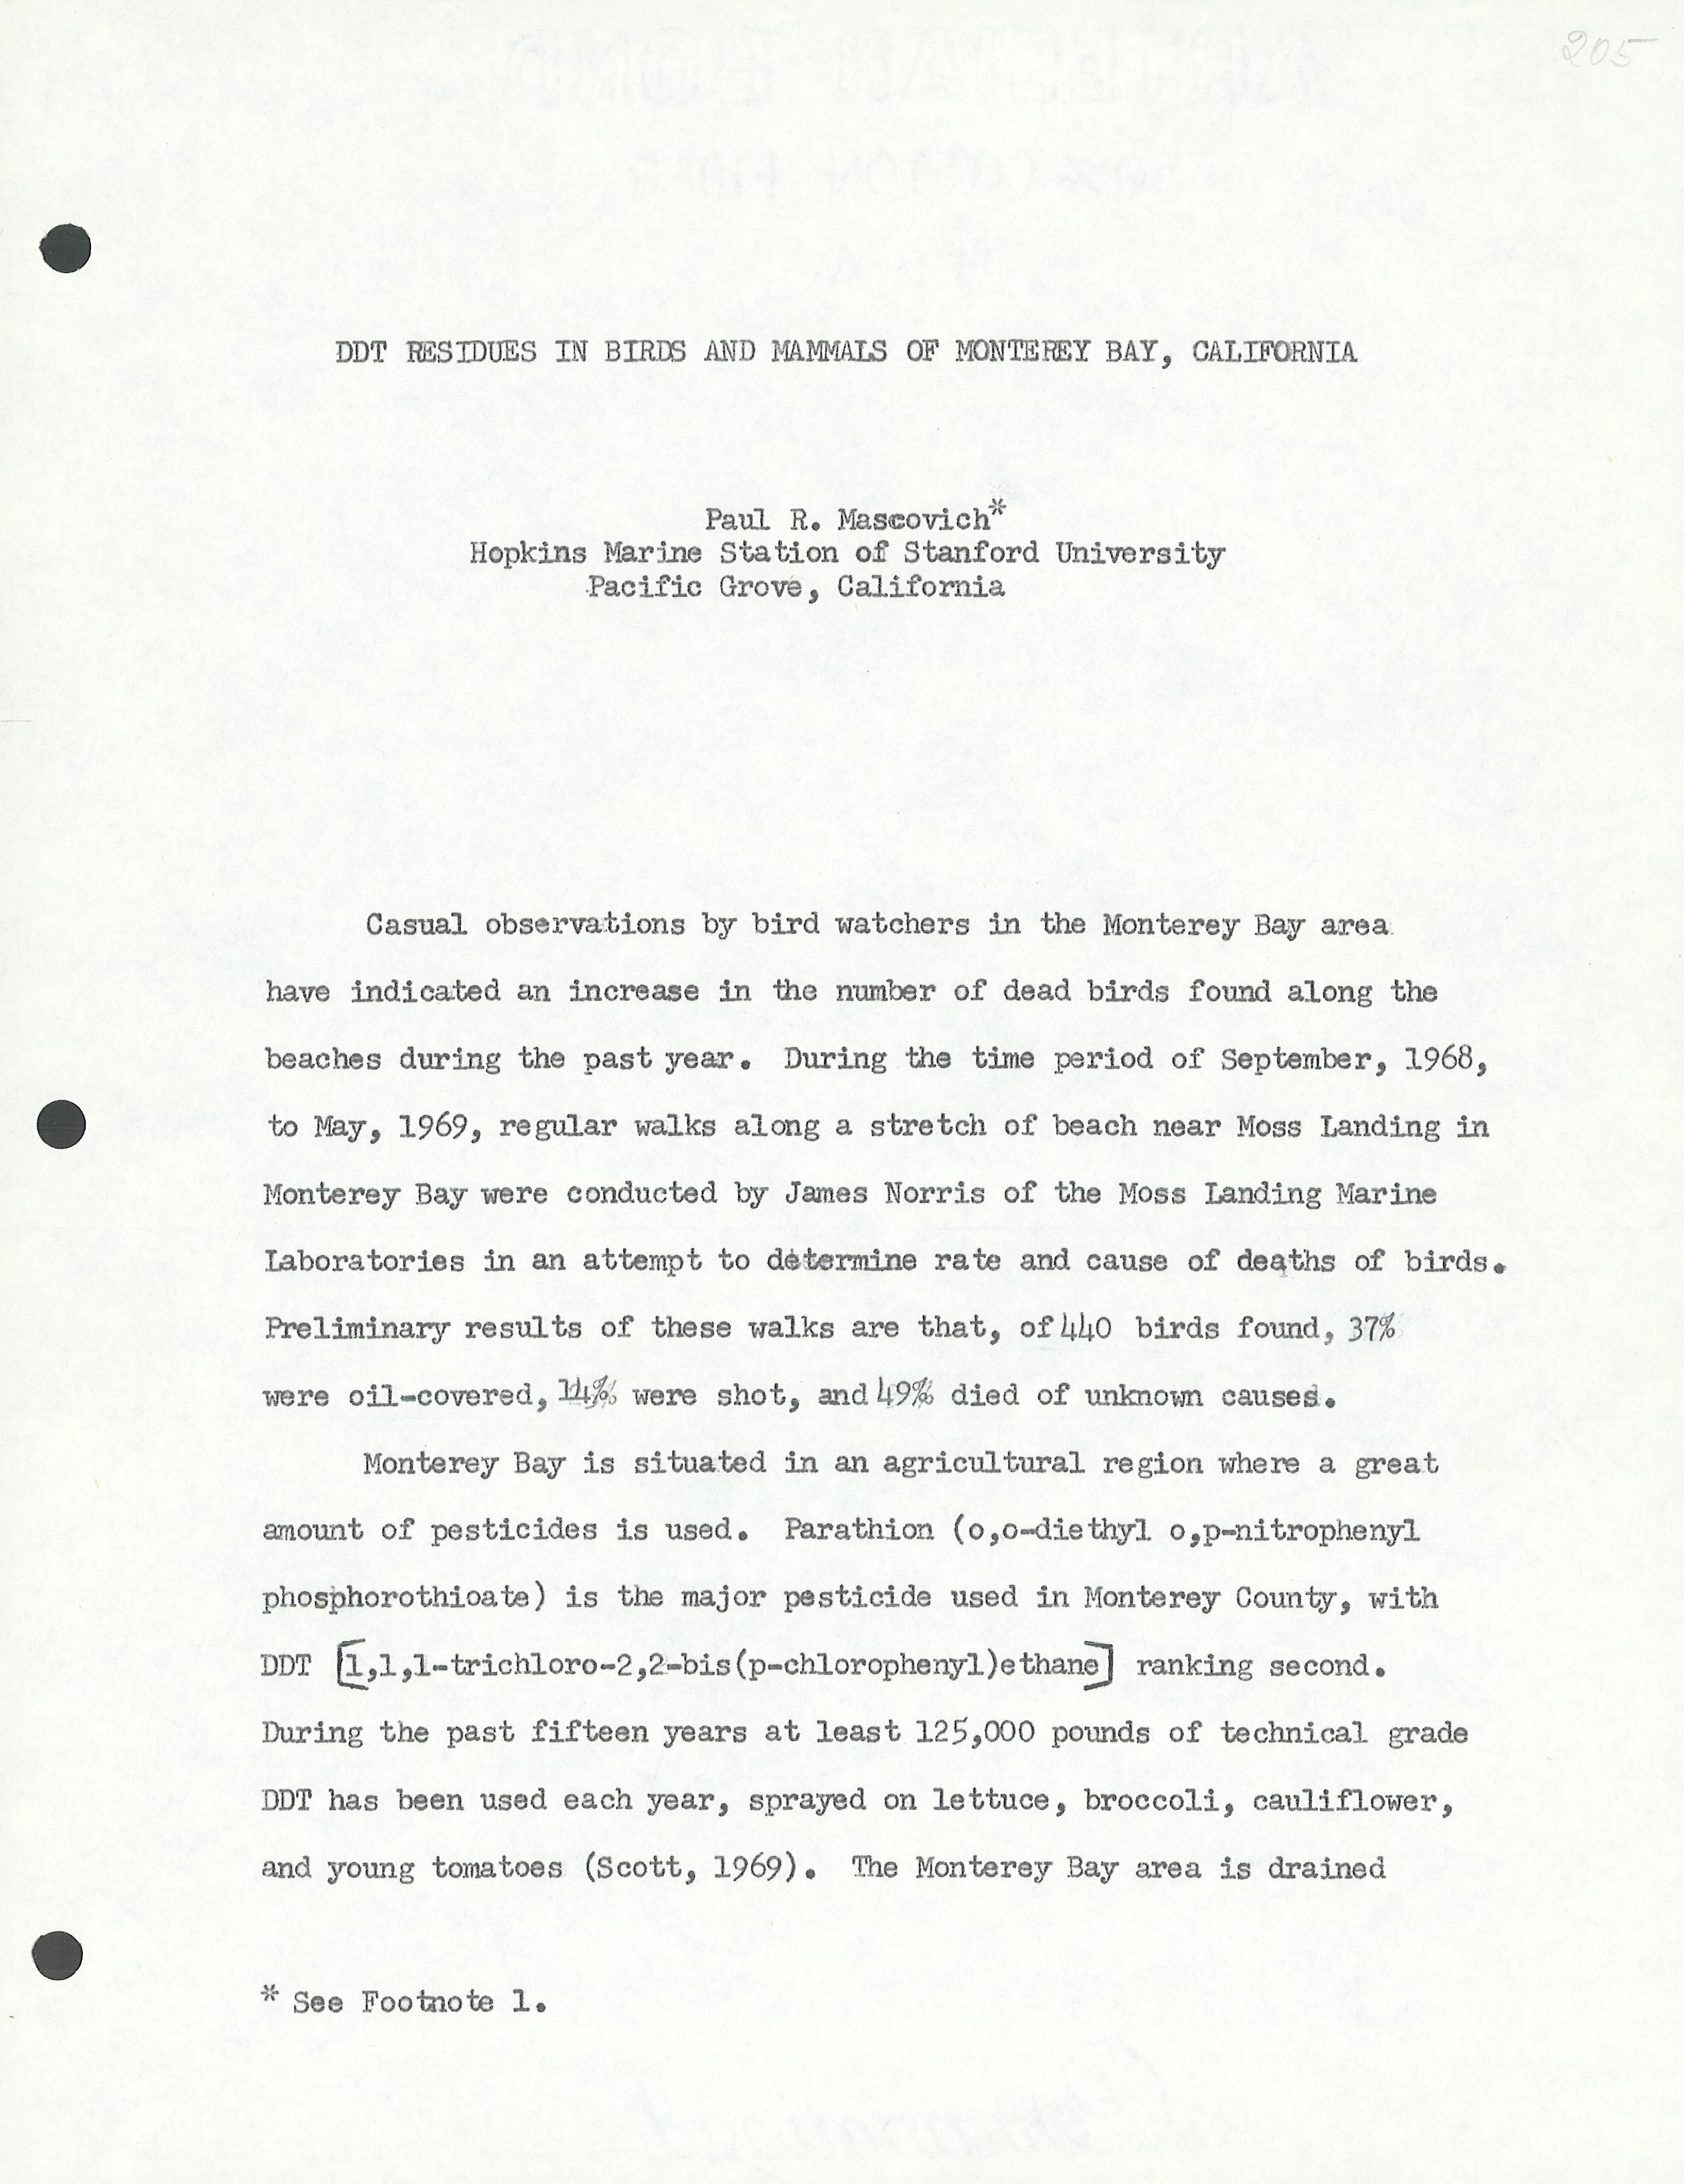 205
DDT RESIDUES IN BIRDS AND MAMMALS OF MONTEREY BAY, CALIFORNIA
Paul R. Mascovich*
Hopkins Marine Station of Stanford University
Pacific Grove, California
Casual observations by bird watchers in the Monterey Bay area
have indicated an increase in the number of dead birds found along the
beaches during the past year. During the time period of September, 1968,
to May, 1969, regular walks along a stretch of beach near Moss Landing in
Monterey Bay were conducted by James Norris of the Moss Landing Marine
Laboratories in an attempt to determine rate and cause of deaths of birds.
Preliminary results of these walks are that, of 440 birds found, 37%
were oil-covered, 14% were shot, and 49% died of unknown causes.
Monterey Bay is situated in an agricultural region where a great
amount of pesticides is used. Parathion (o,o-diethyl o,p-nitrophenyl
phosphorothioate) is the major pesticide used in Monterey County, with
DDT [1,1,1-trichloro-2,2-bis(p-chlorophenyl)ethane] ranking second.
During the past fifteen years at least 125,000 pounds of technical grade
DDT has been used each year, sprayed on lettuce, broccoli, cauliflower,
and young tomatoes (Scott, 1969). The Monterey Bay area is drained
* See Footnote 1.